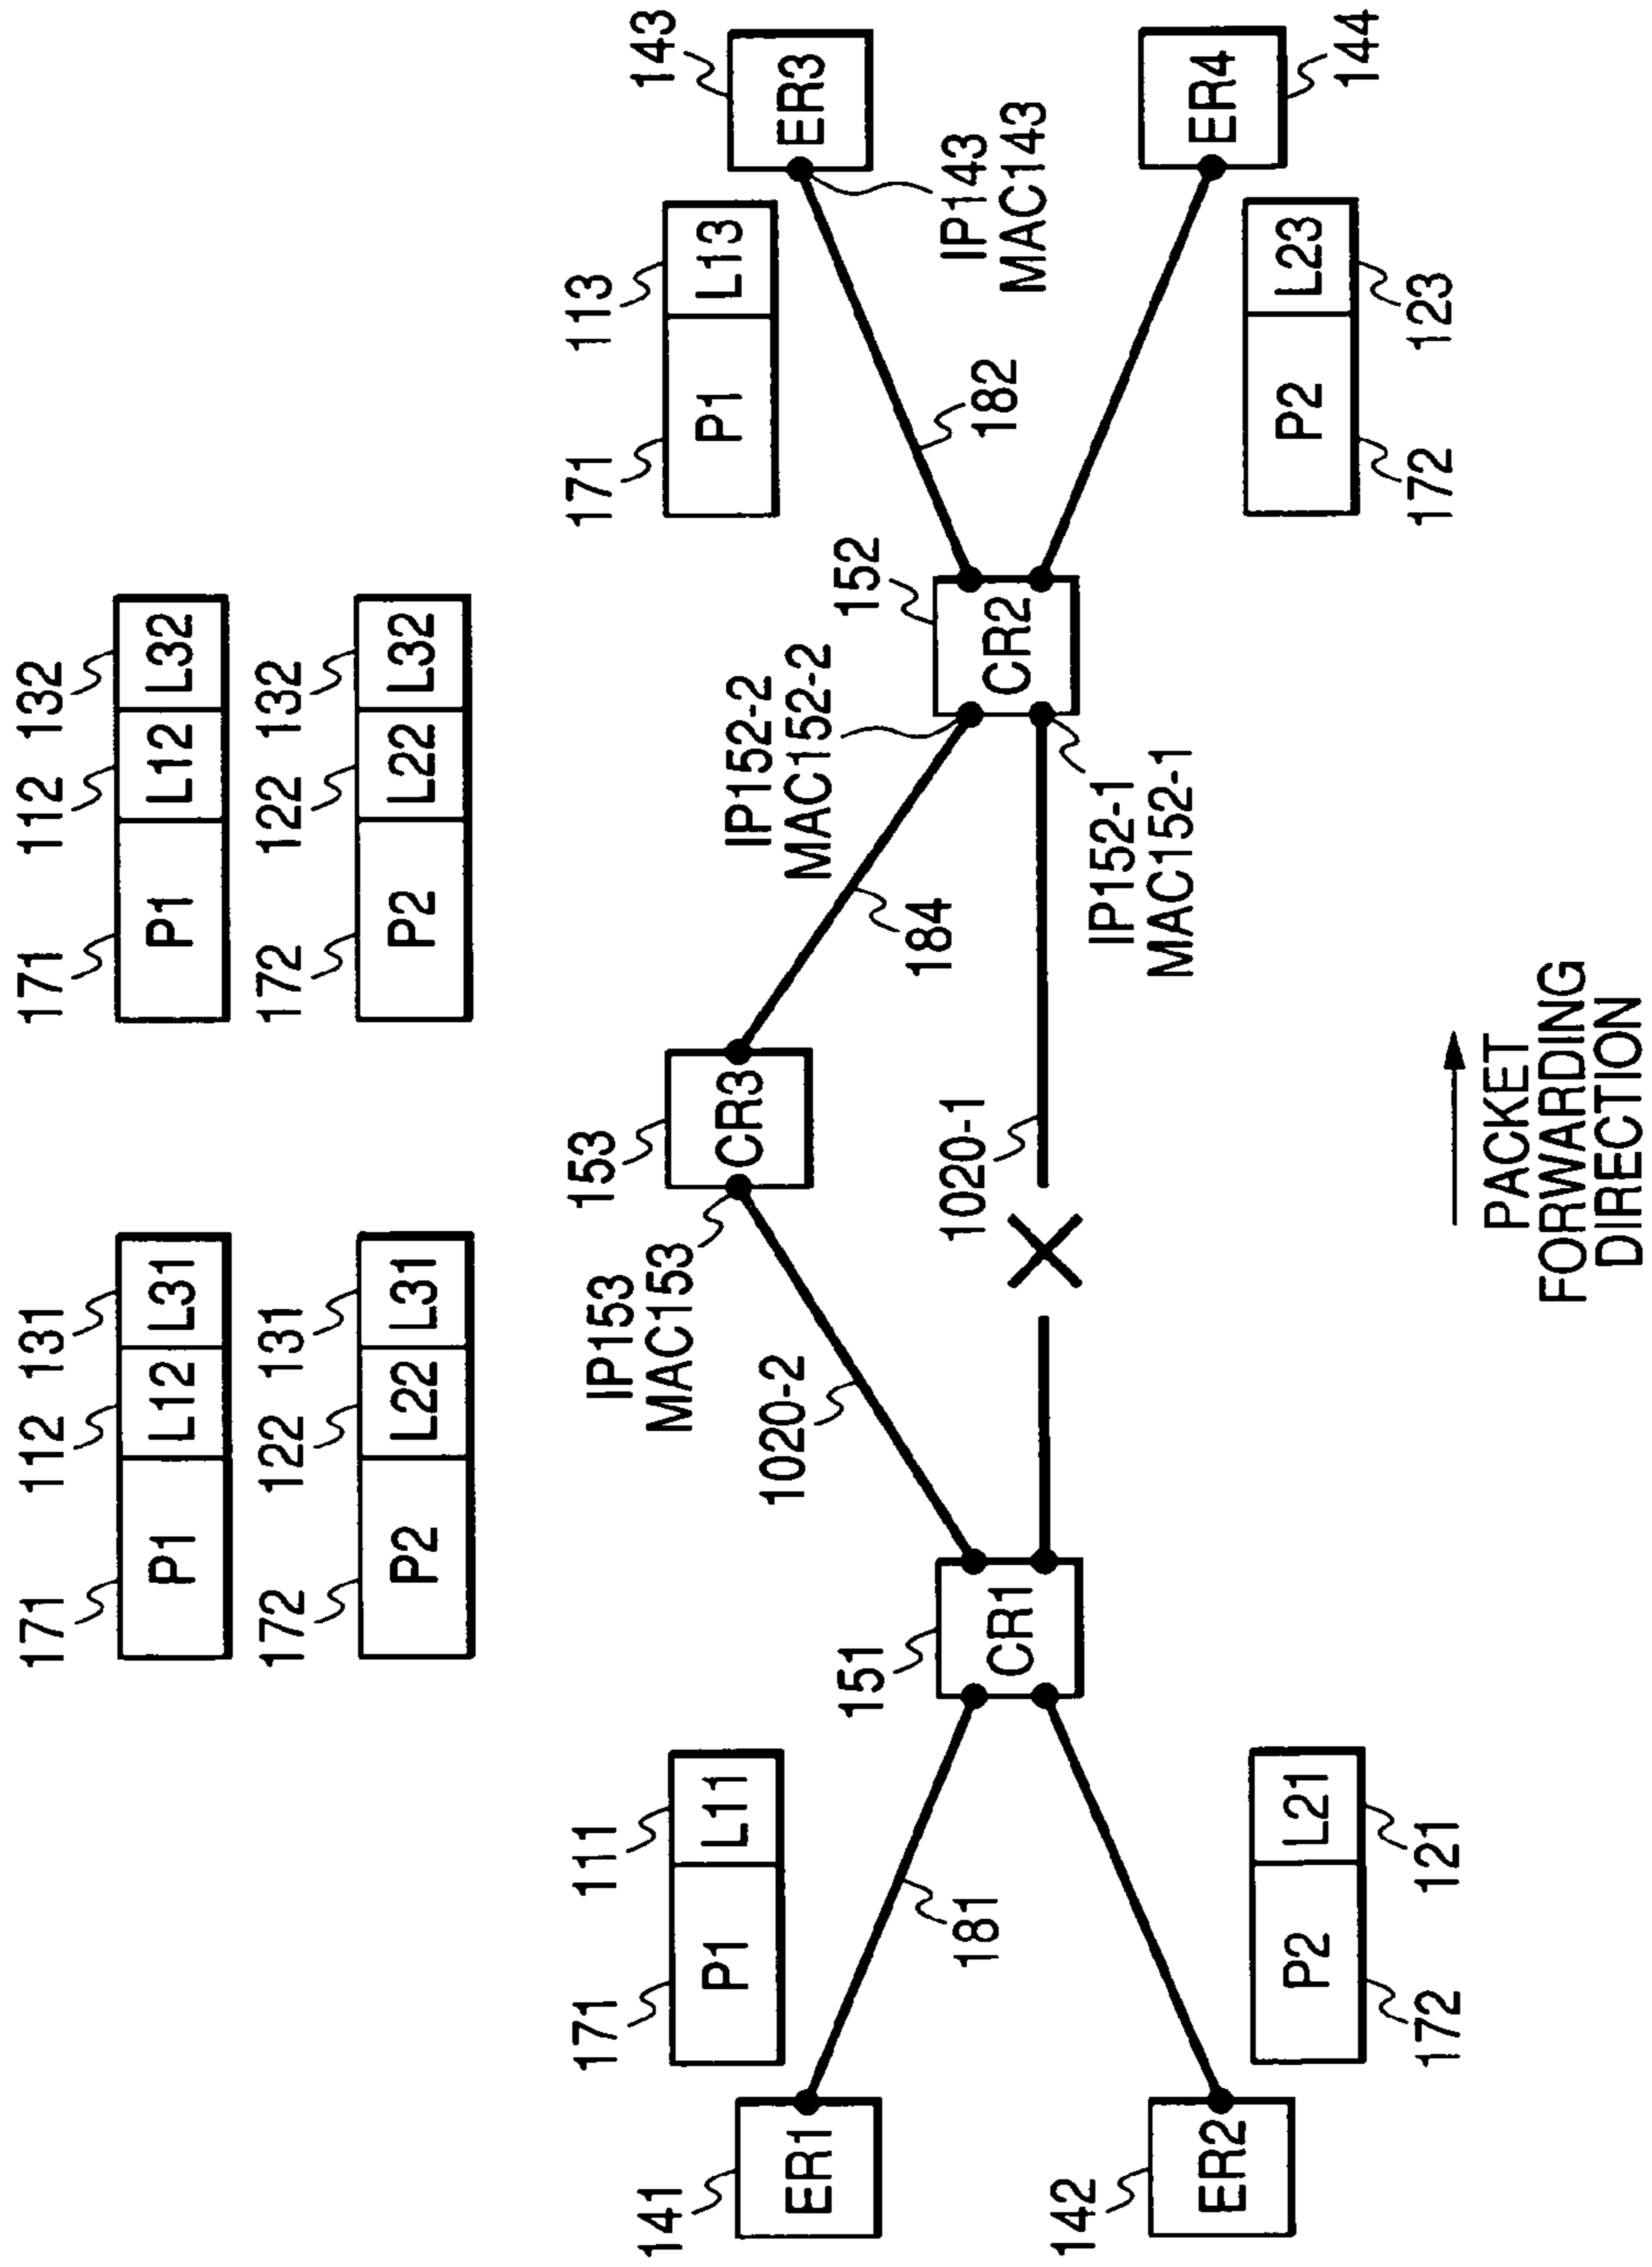 171 112 131
P1 L12 L31
172 122 131
P2 L22 L31
171 112 132
P1 L12 L32
172 122 132
P2 L22 L32
171 111
P1 L11
141
ER1
181
142
ER2
P2 L21
172 121
151
CR1
1020-2
IP153
MAC153
153
CR3
184
1020-1
IP152-2
MAC152-2
152
CR2
IP152-1
MAC152-1
171 113
P1 L13
143
ER3
182
IP143
MAC143
ER4
144
P2 L23
172 123
PACKET
FORWARDING
DIRECTION